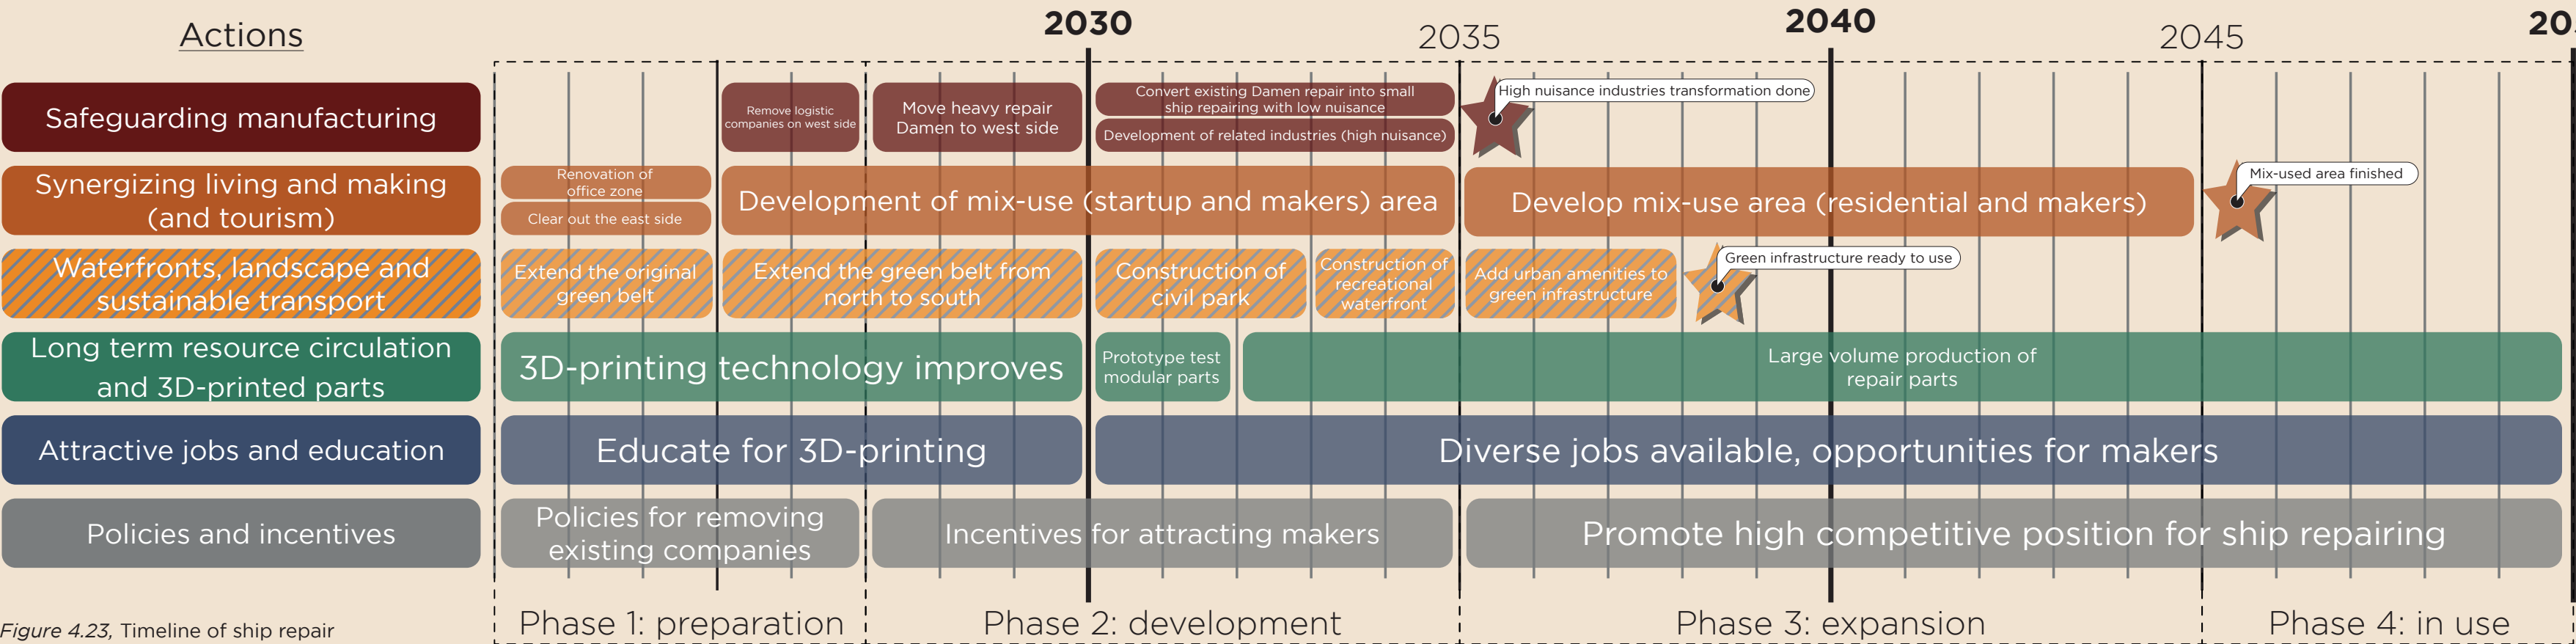 Actions
2030
2035
2040
2045
20
Safeguarding manufacturing
Remove logistic
companies on west side
Move heavy repair
Damen to west side
Convert existing Damen repair into small
ship repairing with low nuisance
Development of related industries (high nuisance)
High nuisance industries transformation done
Synergizing living and making
(and tourism)
Renovation of
office zone
Clear out the east side
Development of mix-use (startup and makers) area
Develop mix-use area (residential and makers)
Mix-used area finished
Waterfronts, landscape and
sustainable transport
Extend the original
green belt
Extend the green belt from
north to south
Construction of
civil park
Construction of
recreational
waterfront
Add urban amenities to
green infrastructure
Green infrastructure ready to use
Long term resource circulation
and 3D-printed parts
3D-printing technology improves
Prototype test
modular parts
Large volume production of
repair parts
Attractive jobs and education
Educate for 3D-printing
Diverse jobs available, opportunities for makers
Policies and incentives
Policies for removing
existing companies
Incentives for attracting makers
Promote high competitive position for ship repairing
Phase 1: preparation
Phase 2: development
Phase 3: expansion
Phase 4: in use
Figure 4.23, Timeline of ship repair